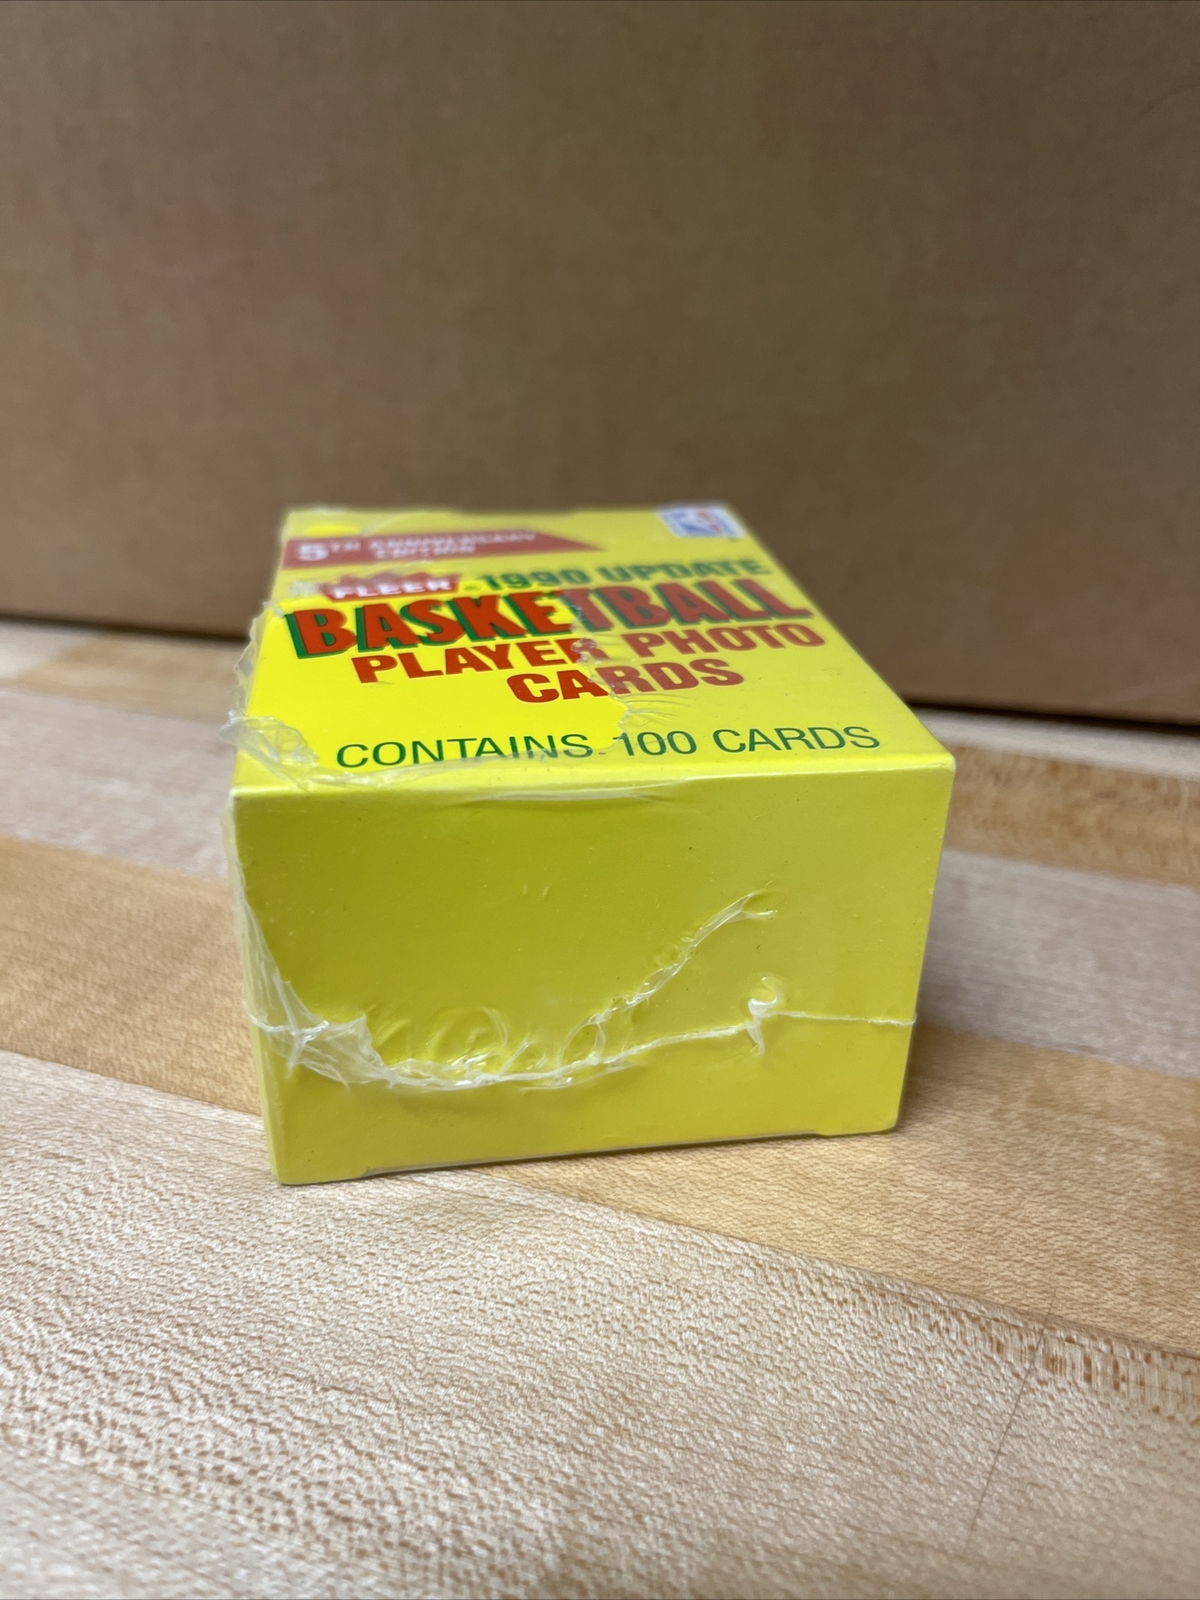 5TH ANNIVERSARY
EDITION
FLEER® 1990 UPDATE
BASKETBALL
PLAYER PHOTO
CARDS
CONTAINS 100 CARDS